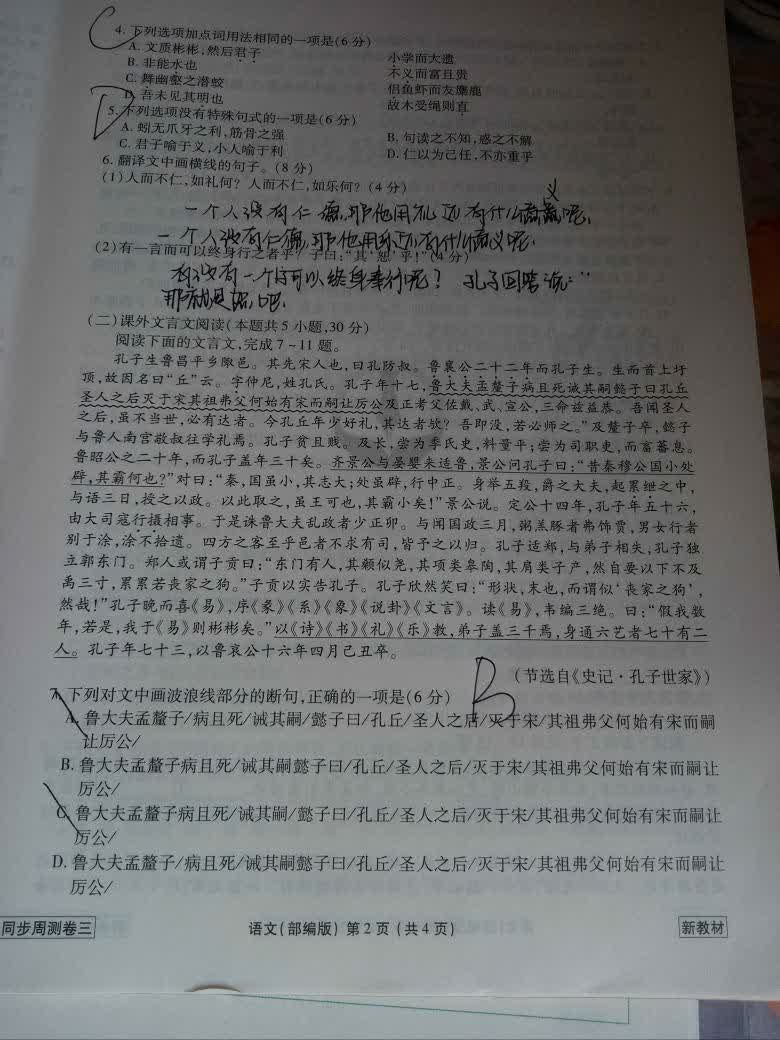 C
4. 下列选项加点词用法相同的一项是(6分)
A. 文质彬彬,然后君子 小学而大遗
B. 非能水也 不义而富且贵
C. 舞幽壑之潜蛟 侣鱼虾而友麋鹿
D. 吾未见其明也 故木受绳则直
D
5. 下列选项没有特殊句式的一项是(6分)
A. 蚓无爪牙之利,筋骨之强 B. 句读之不知,惑之不解
C. 君子喻于义,小人喻于利 D. 仁以为己任,不亦重乎
6. 翻译文中画横线的句子。(8分)
(1)人而不仁,如礼何?人而不仁,如乐何?(4分)
义
一个人没有仁德,那他用礼还有什么意义呢,
一个人没有仁德,那他用乐还有什么意义呢.
(2)有一言而可以终身行之者乎?子曰:“其‘恕’乎!”(4分)
有没有一个字可以终身奉行呢? 孔子回答说:“
那就是恕吧.
(二)课外文言文阅读(本题共5小题,30分)
阅读下面的文言文,完成7~11题。
孔子生鲁昌平乡陬邑。其先宋人也,曰孔防叔。鲁襄公二十二年而孔子生。生而首上圩
顶,故因名曰“丘”云。字仲尼,姓孔氏。孔子年十七,鲁大夫孟釐子病且死诫其嗣懿子曰孔丘
圣人之后灭于宋其祖弗父何始有宋而嗣让厉公及正考父佐戴、武、宣公,三命兹益恭。吾闻圣人
之后,虽不当世,必有达者。今孔丘年少好礼,其达者欤?吾即没,若必师之。”及釐子卒,懿子
与鲁人南宫敬叔往学礼焉。孔子贫且贱。及长,尝为季氏史,料量平;尝为司职吏,而畜蕃息。
鲁昭公之二十年,而孔子盖年三十矣。齐景公与晏婴来适鲁,景公问孔子曰:“昔秦穆公国小处
辟,其霸何也?”对曰:“秦,国虽小,其志大;处虽辟,行中正。身举五羖,爵之大夫,起累绁之中,
与语三日,授之以政。以此取之,虽王可也,其霸小矣!”景公说。定公十四年,孔子年五十六,
由大司寇行摄相事。于是诛鲁大夫乱政者少正卯。与闻国政三月,粥羔豚者弗饰贾,男女行者
别于涂,涂不拾遗。四方之客至乎邑者不求有司,皆予之以归。孔子适郑,与弟子相失,孔子独
立郭东门。郑人或谓子贡曰:“东门有人,其颡似尧,其项类皋陶,其肩类子产,然自要以下不及
禹三寸,累累若丧家之狗。”子贡以实告孔子。孔子欣然笑曰:“形状,末也,而谓似‘丧家之狗’,
然哉!”孔子晚而喜《易》,序《彖》《系》《象》《说卦》《文言》。读《易》,韦编三绝。曰:“假我数
年,若是,我于《易》则彬彬矣。”以《诗》《书》《礼》《乐》教,弟子盖三千焉,身通六艺者七十有二
人。孔子年七十三,以鲁哀公十六年四月己丑卒。
(节选自《史记·孔子世家》)
B
7. 下列对文中画波浪线部分的断句,正确的一项是(6分)
A. 鲁大夫孟釐子/病且死/诫其嗣/懿子曰/孔丘/圣人之后/灭于宋/其祖弗父何始有宋而嗣
让厉公/
B. 鲁大夫孟釐子病且死/诫其嗣懿子曰/孔丘/圣人之后/灭于宋/其祖弗父何始有宋而嗣让
厉公/
C. 鲁大夫孟釐子病且死/诫其嗣/懿子曰/孔丘/圣人之后/灭于宋/其祖弗父何始有宋而嗣让
厉公/
D. 鲁大夫孟釐子/病且死/诫其嗣懿子曰/孔丘/圣人之后/灭于宋/其祖弗父何始有宋而嗣让
厉公/
同步周测卷三 语文(部编版) 第2页(共4页) 新教材